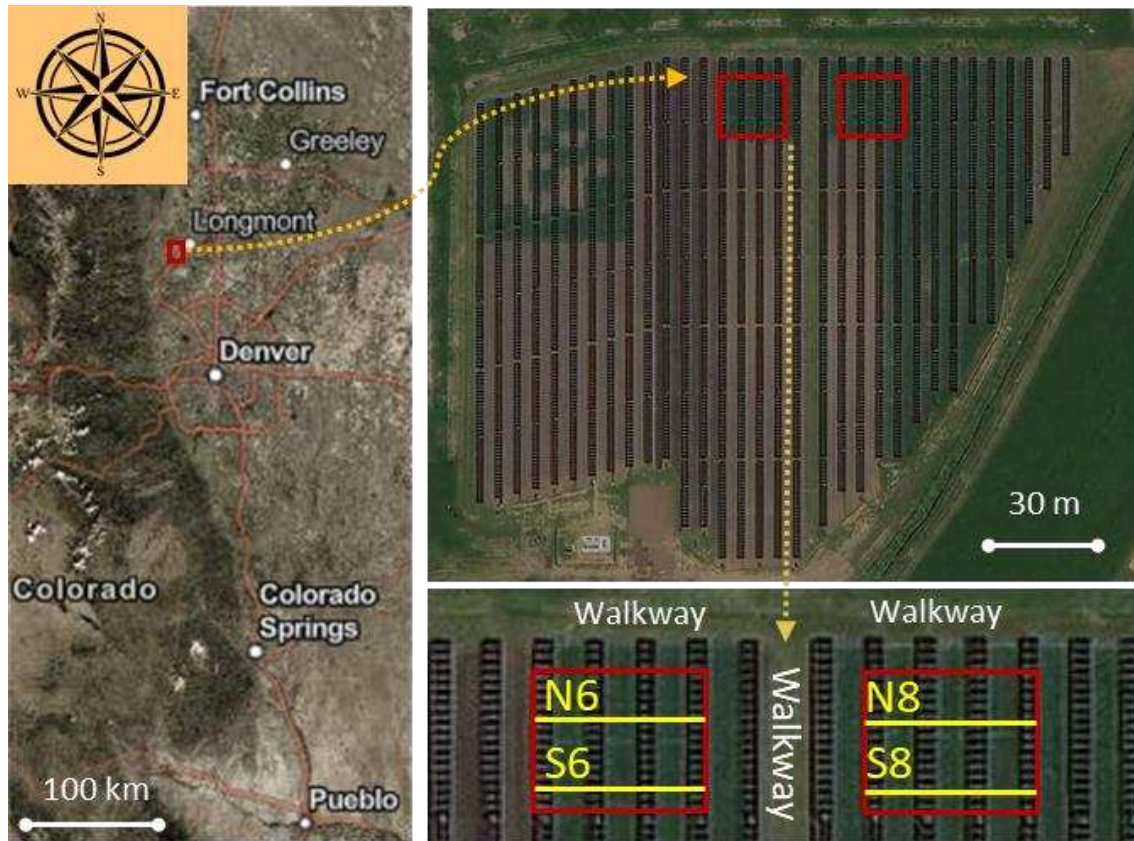 N
W
E
S
Fort Collins
Greeley
Longmont
Denver
Colorado
Colorado
Springs
100 km
Pueblo
30 m
Walkway
Walkway
Walkway
N6
S6
N8
S8